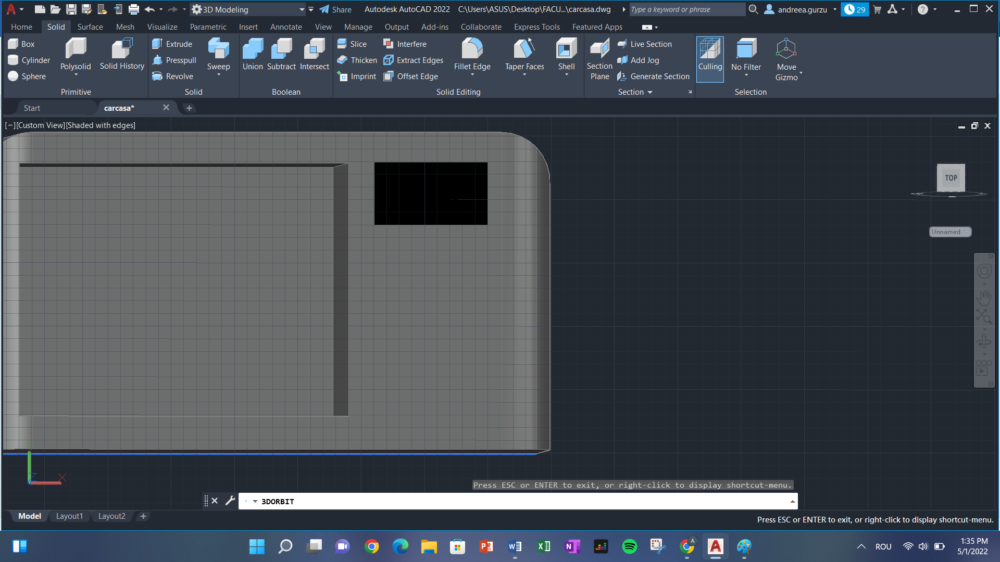 3D Modeling
Share
Autodesk AutoCAD 2022 C:\Users\ASUS\Desktop\FACU...\carcasa.dwg
Type a keyword or phrase
andreea.gurzu
29
Home Solid Surface Mesh Visualize Parametric Insert Annotate View Manage Output Add-ins Collaborate Express Tools Featured Apps
Box
Cylinder
Sphere
Polysolid
Solid History
Primitive
Extrude
Presspull
Revolve
Sweep
Solid
Union
Subtract
Intersect
Boolean
Slice
Thicken
Imprint
Interfere
Extract Edges
Offset Edge
Fillet Edge
Taper Faces
Shell
Solid Editing
Section
Plane
Live Section
Add Jog
Generate Section
Section
Culling
No Filter
Move
Gizmo
Selection
Start
carcasa*
[−][Custom View][Shaded with edges]
TOP
Unnamed
Y
Z
X
Press ESC or ENTER to exit, or right-click to display shortcut-menu.
3DORBIT
Model Layout1 Layout2
Press ESC or ENTER to exit, or right-click to display shortcut-menu.
ROU
1:35 PM
5/1/2022